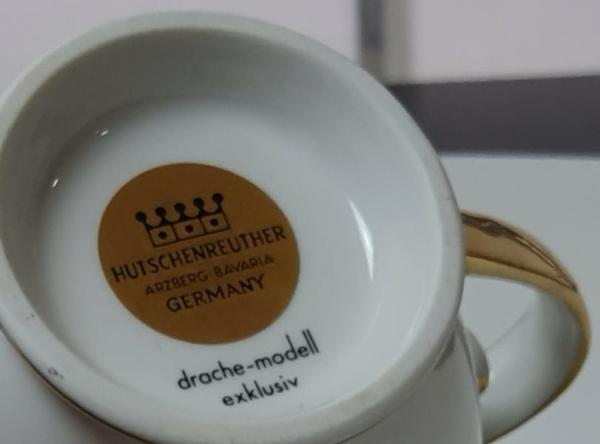 HUTSCHENREUTHER
ARZBERG BAVARIA
GERMANY
drache-modell
exklusiv